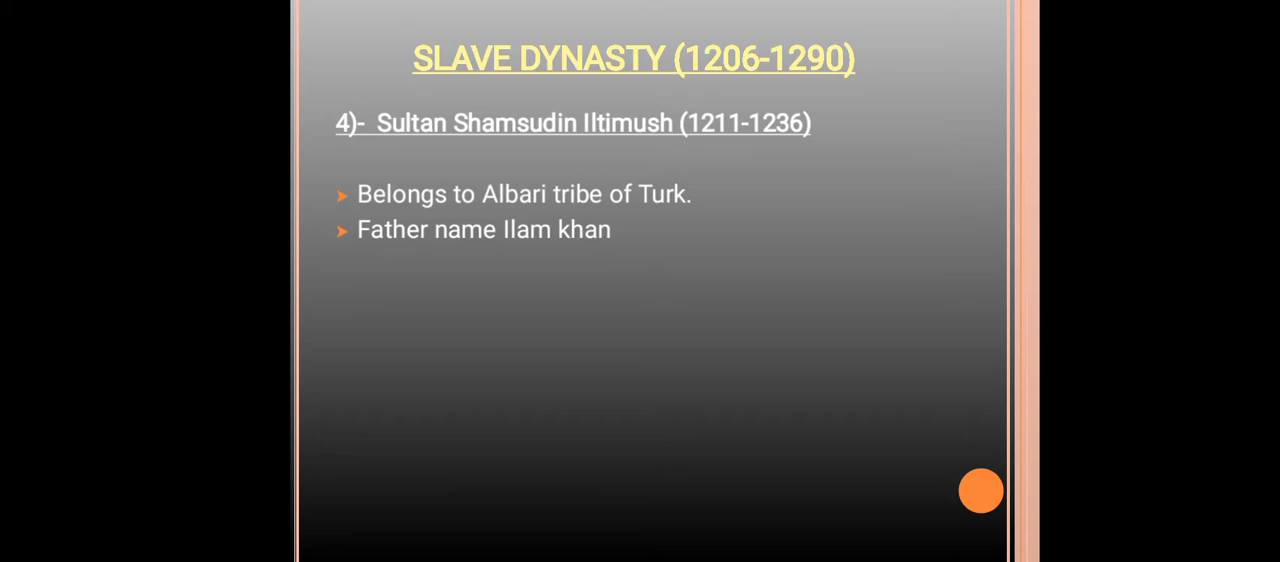 SLAVE DYNASTY (1206-1290)
4)- Sultan Shamsudin Iltimush (1211-1236)
Belongs to Albari tribe of Turk.
Father name Ilam khan